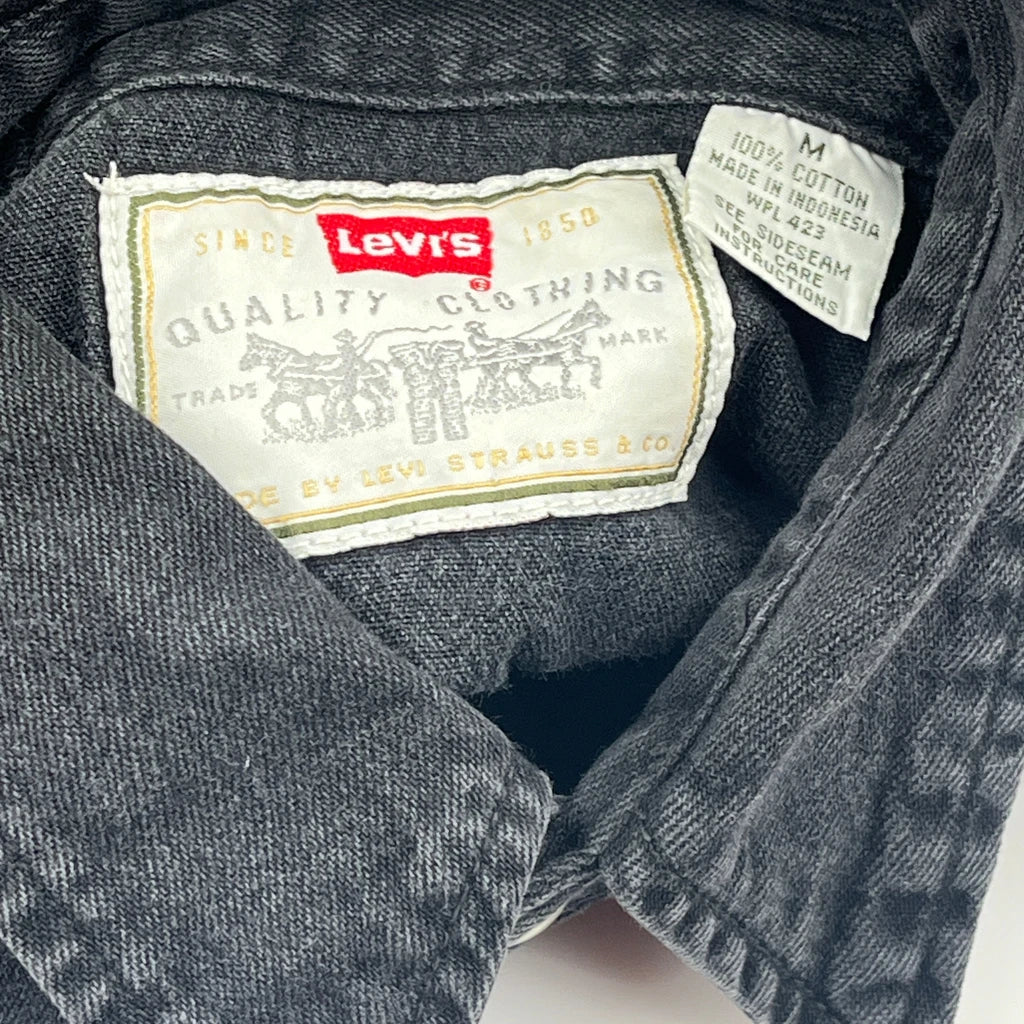 SINCE Levi's 1850
QUALITY CLOTHING
TRADE MARK
DE BY LEVI STRAUSS & CO.
M
100% COTTON
MADE IN INDONESIA
WPL 423
SEE SIDESEAM
FOR CARE
INSTRUCTIONS